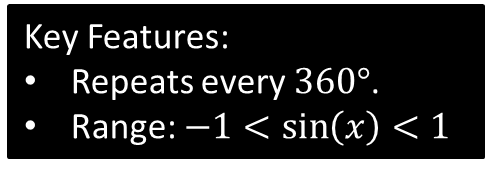 Key Features:
• Repeats every 360°.
• Range: −1 < sin(x) < 1